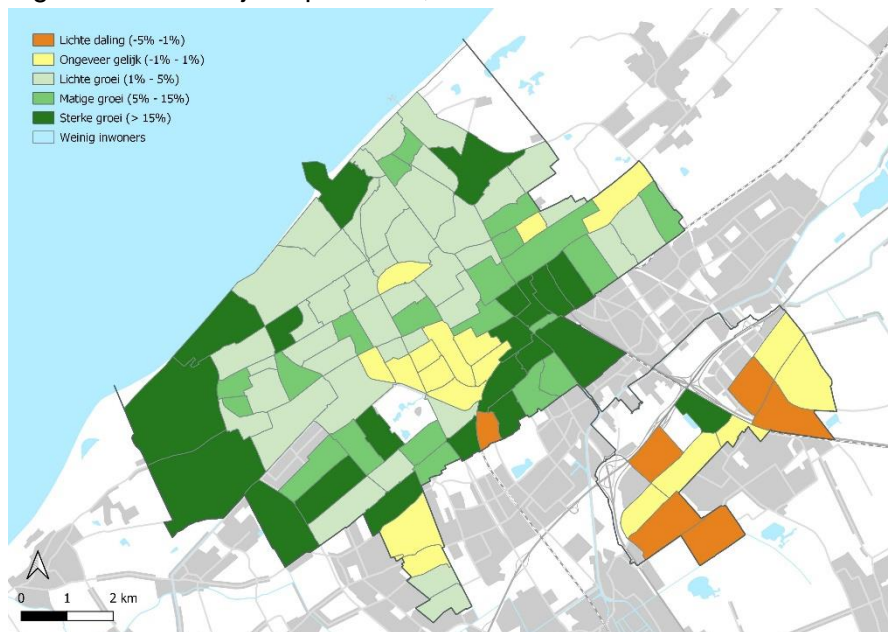 Lichte daling (-5% -1%)
Ongeveer gelijk (-1% - 1%)
Lichte groei (1% - 5%)
Matige groei (5% - 15%)
Sterke groei (> 15%)
Weinig inwoners
0 1 2 km